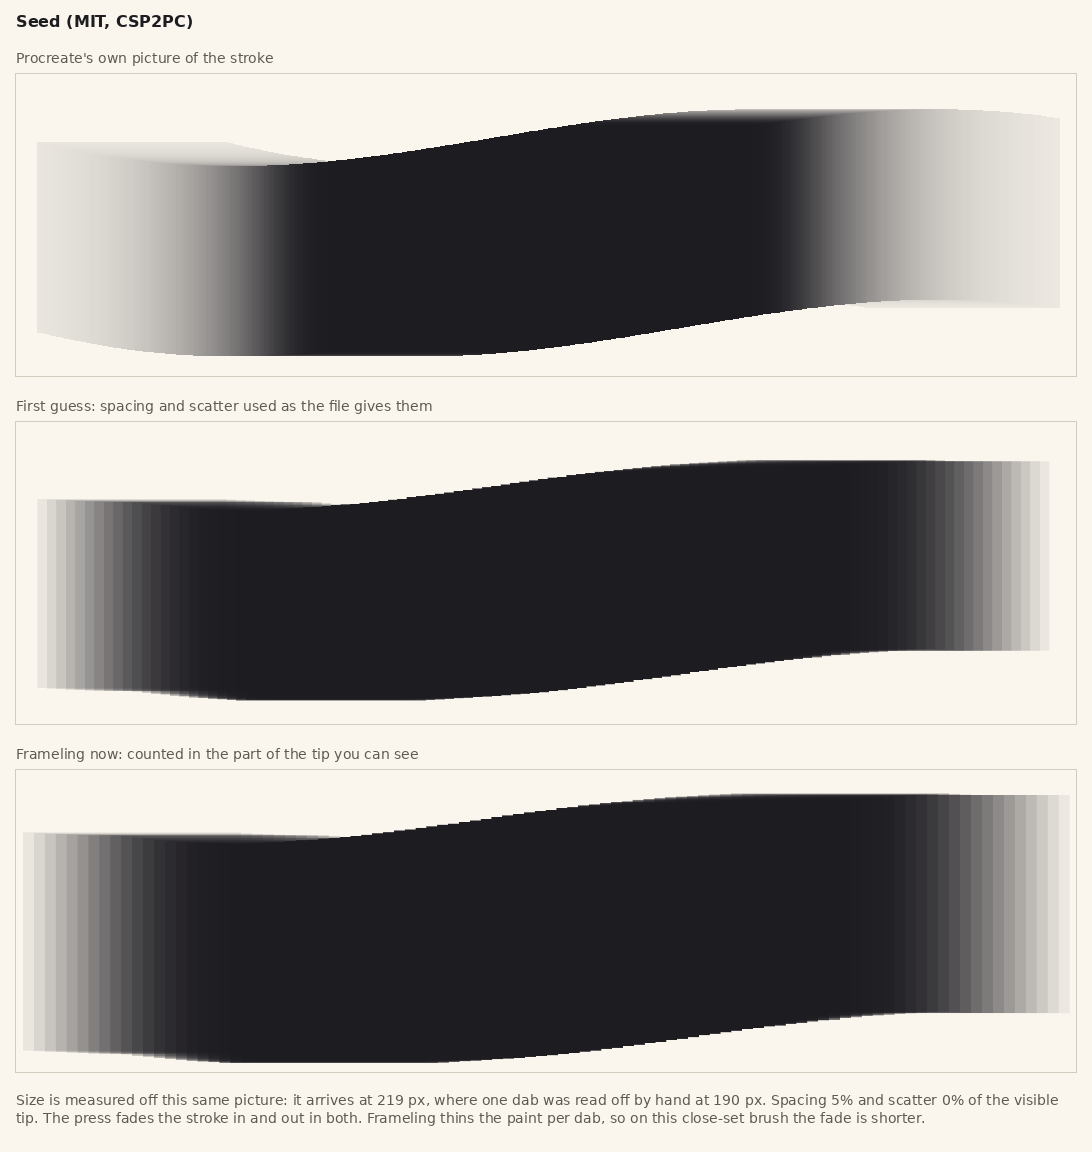 Seed (MIT, CSP2PC)
Procreate's own picture of the stroke
First guess: spacing and scatter used as the file gives them
Frameling now: counted in the part of the tip you can see
Size is measured off this same picture: it arrives at 219 px, where one dab was read off by hand at 190 px. Spacing 5% and scatter 0% of the visible
tip. The press fades the stroke in and out in both. Frameling thins the paint per dab, so on this close-set brush the fade is shorter.